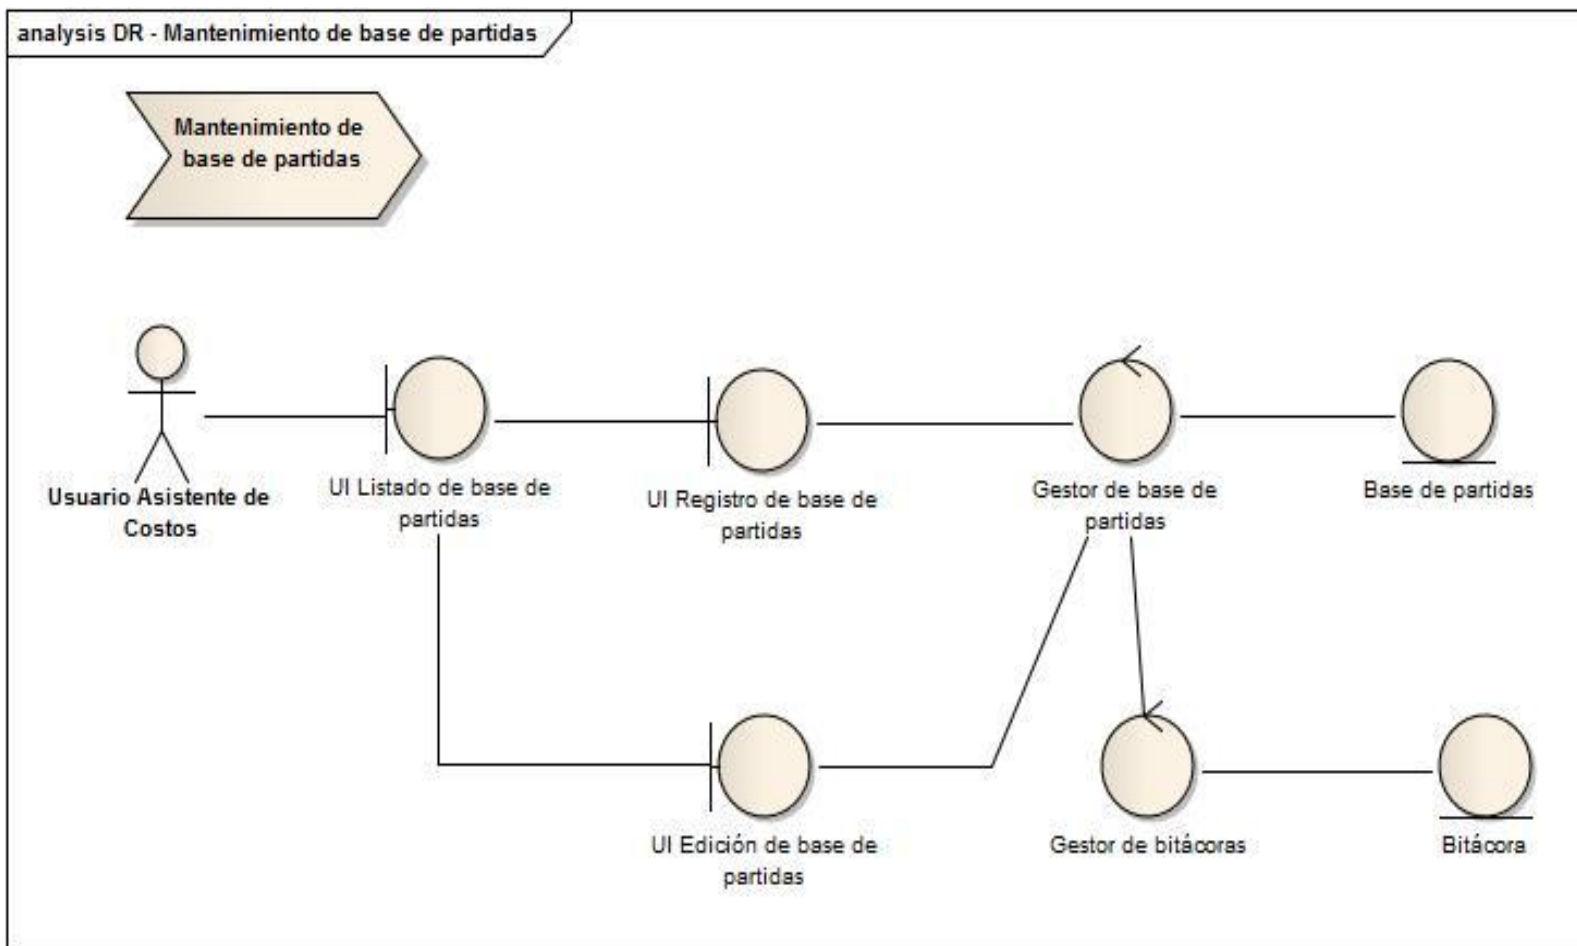 analysis DR - Mantenimiento de base de partidas
Mantenimiento de
base de partidas
Usuario Asistente de
Costos
UI Listado de base de
partidas
UI Registro de base de
partidas
Gestor de base de
partidas
Base de partidas
UI Edición de base de
partidas
Gestor de bitácoras
Bitácora